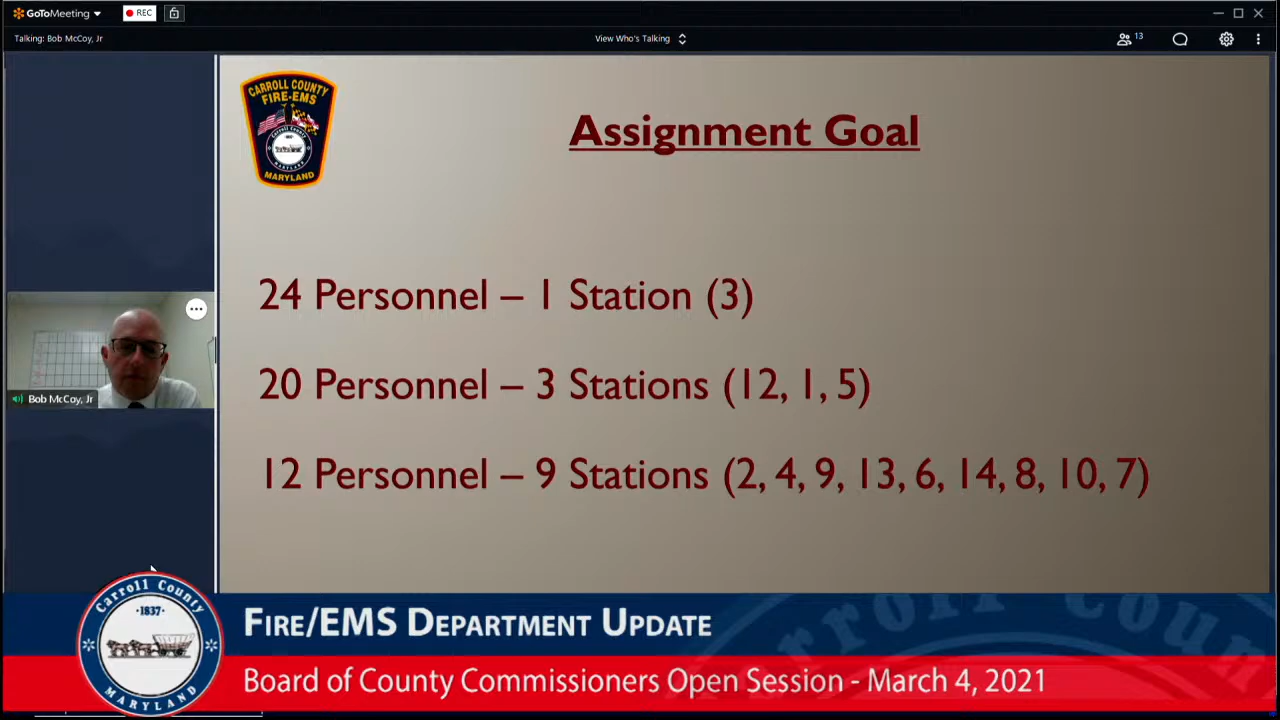 GoToMeeting
REC
Talking: Bob McCoy, Jr
View Who's Talking
13
CARROLL COUNTY
FIRE-EMS
MARYLAND
Assignment Goal
24 Personnel – 1 Station (3)
20 Personnel – 3 Stations (12, 1, 5)
12 Personnel – 9 Stations (2, 4, 9, 13, 6, 14, 8, 10, 7)
Bob McCoy, Jr
Carroll County
1837
MARYLAND
FIRE/EMS DEPARTMENT UPDATE
Board of County Commissioners Open Session - March 4, 2021